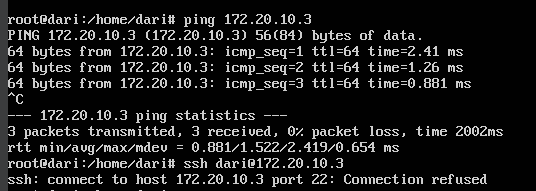 root@dari:/home/dari# ping 172.20.10.3
PING 172.20.10.3 (172.20.10.3) 56(84) bytes of data.
64 bytes from 172.20.10.3: icmp_seq=1 ttl=64 time=2.41 ms
64 bytes from 172.20.10.3: icmp_seq=2 ttl=64 time=1.26 ms
64 bytes from 172.20.10.3: icmp_seq=3 ttl=64 time=0.881 ms
^C
--- 172.20.10.3 ping statistics ---
3 packets transmitted, 3 received, 0% packet loss, time 2002ms
rtt min/avg/max/mdev = 0.881/1.522/2.419/0.654 ms
root@dari:/home/dari# ssh dari@172.20.10.3
ssh: connect to host 172.20.10.3 port 22: Connection refused